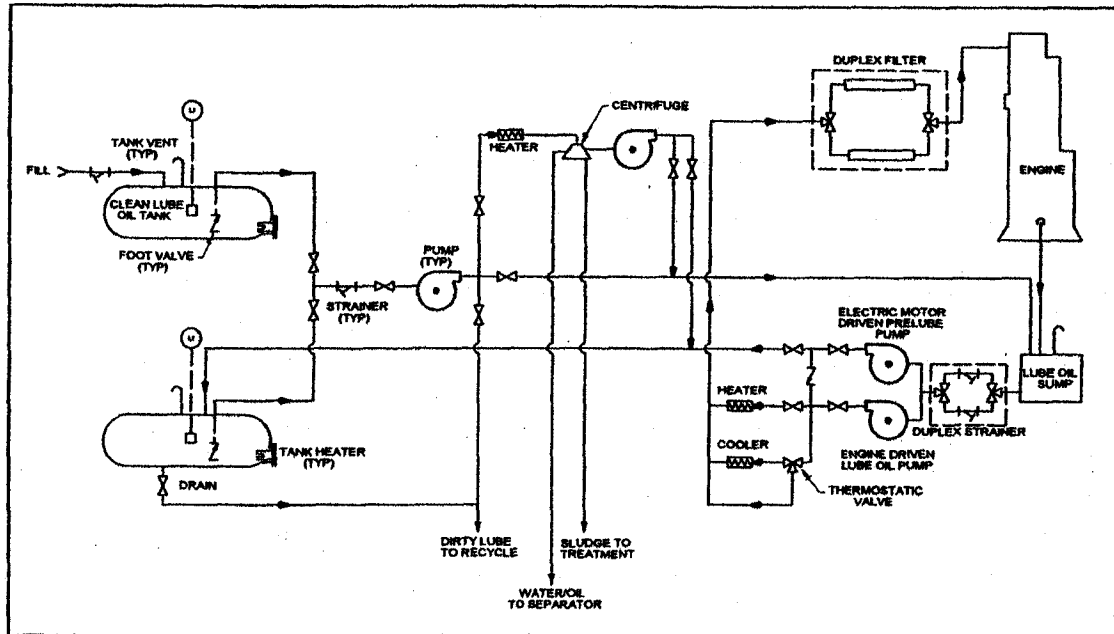 DUPLEX FILTER
CENTRIFUGE
HEATER
TANK VENT
(TYP)
FILL
CLEAN LUBE
OIL TANK
FOOT VALVE
(TYP)
ENGINE
PUMP
(TYP)
STRAINER
(TYP)
ELECTRIC MOTOR
DRIVEN PRELUBE
PUMP
LUBE OIL
SUMP
HEATER
DUPLEX STRAINER
COOLER
ENGINE DRIVEN
LUBE OIL PUMP
TANK HEATER
(TYP)
THERMOSTATIC
VALVE
DRAIN
DIRTY LUBE
TO RECYCLE
SLUDGE TO
TREATMENT
WATER/OIL
TO SEPARATOR